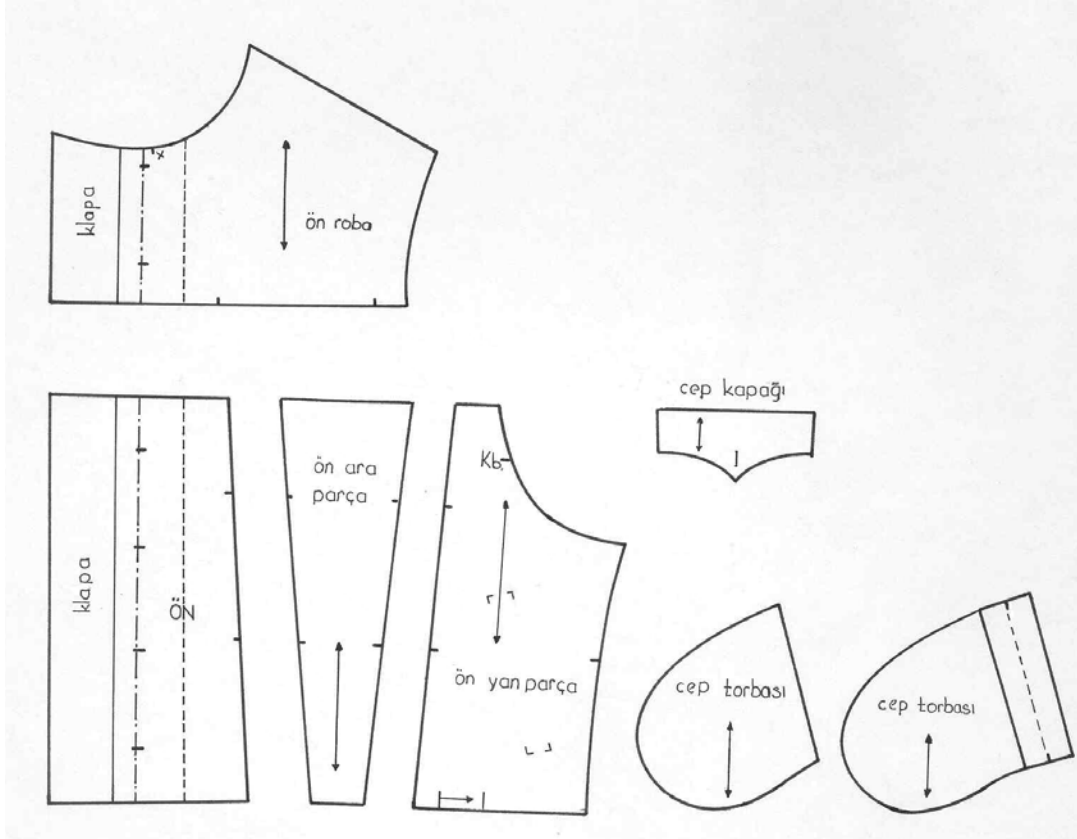 klapa
x
ön roba
cep kapağı
I
klapa
ÖN
ön ara
parça
Kb.
ön yan parça
cep torbası
cep torbası